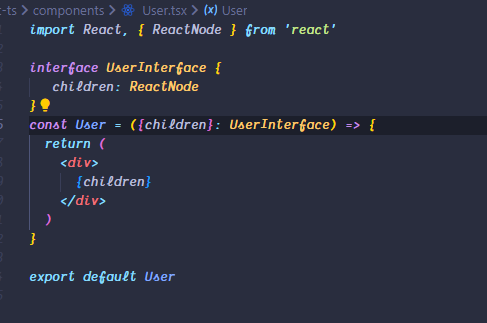 t-ts > components > User.tsx > (x) User
import React, { ReactNode } from 'react'
interface UserInterface {
children: ReactNode
}
const User = ({children}: UserInterface) => {
return (
<div>
{children}
</div>
)
}
export default User